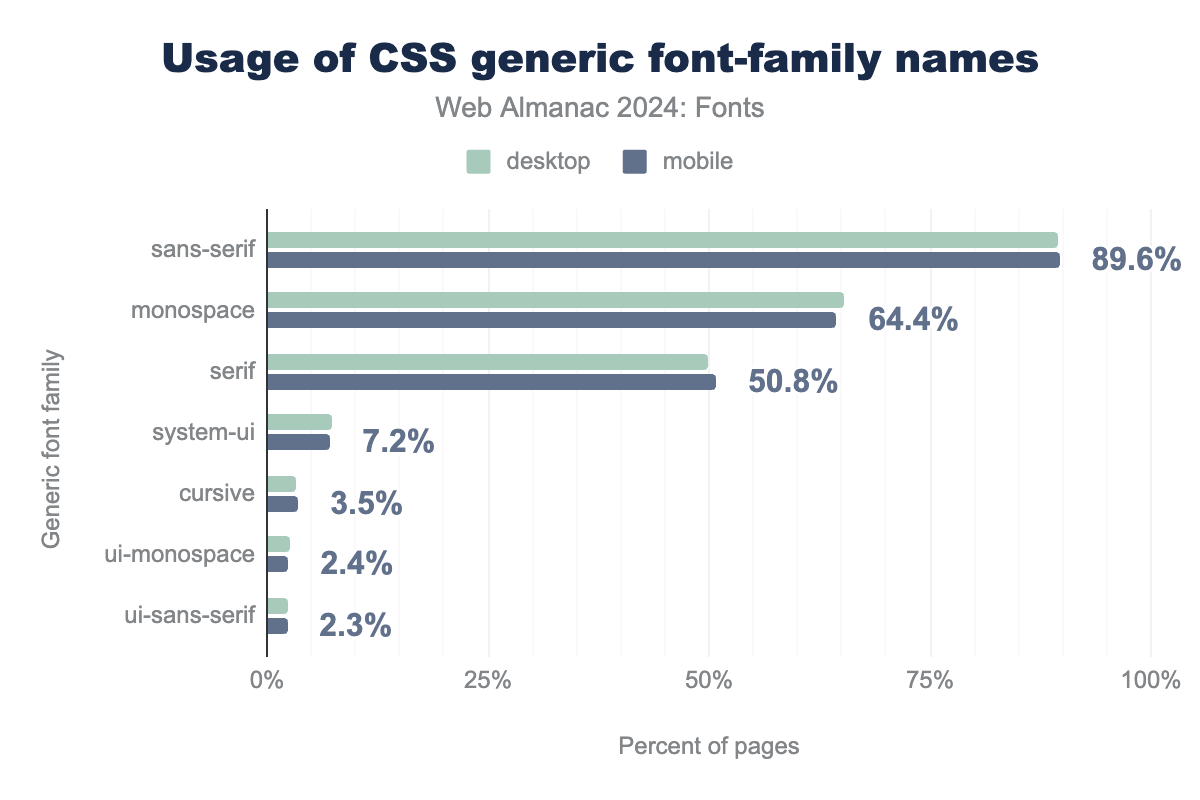 Usage of CSS generic font-family names
Web Almanac 2024: Fonts
desktop mobile
Generic font family
sans-serif 89.6%
monospace 64.4%
serif 50.8%
system-ui 7.2%
cursive 3.5%
ui-monospace 2.4%
ui-sans-serif 2.3%
0% 25% 50% 75% 100%
Percent of pages